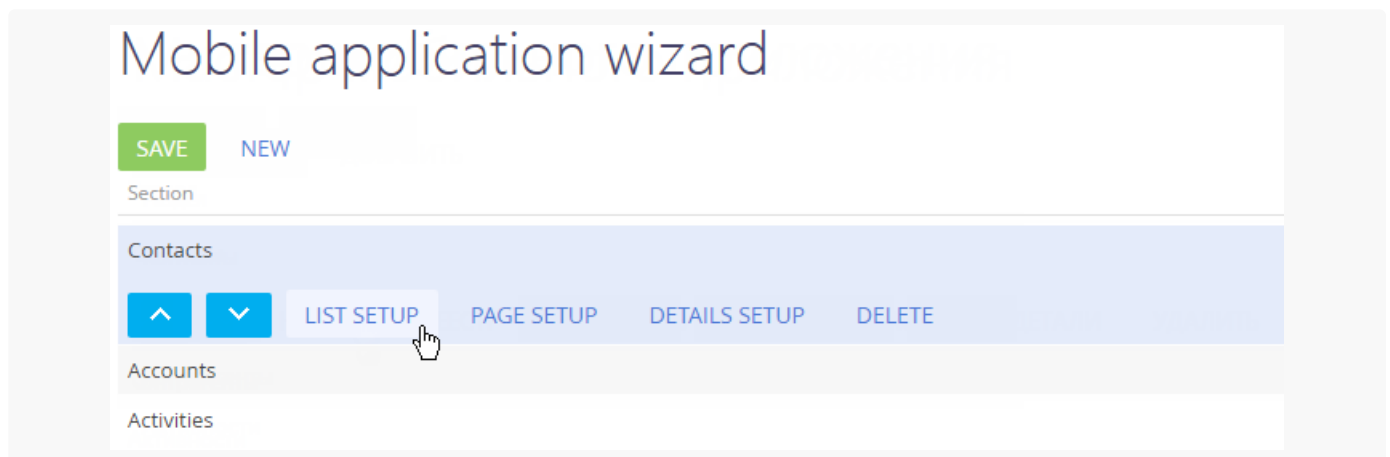 Mobile application wizard
SAVE NEW
Section
Contacts
LIST SETUP PAGE SETUP DETAILS SETUP DELETE
Accounts
Activities